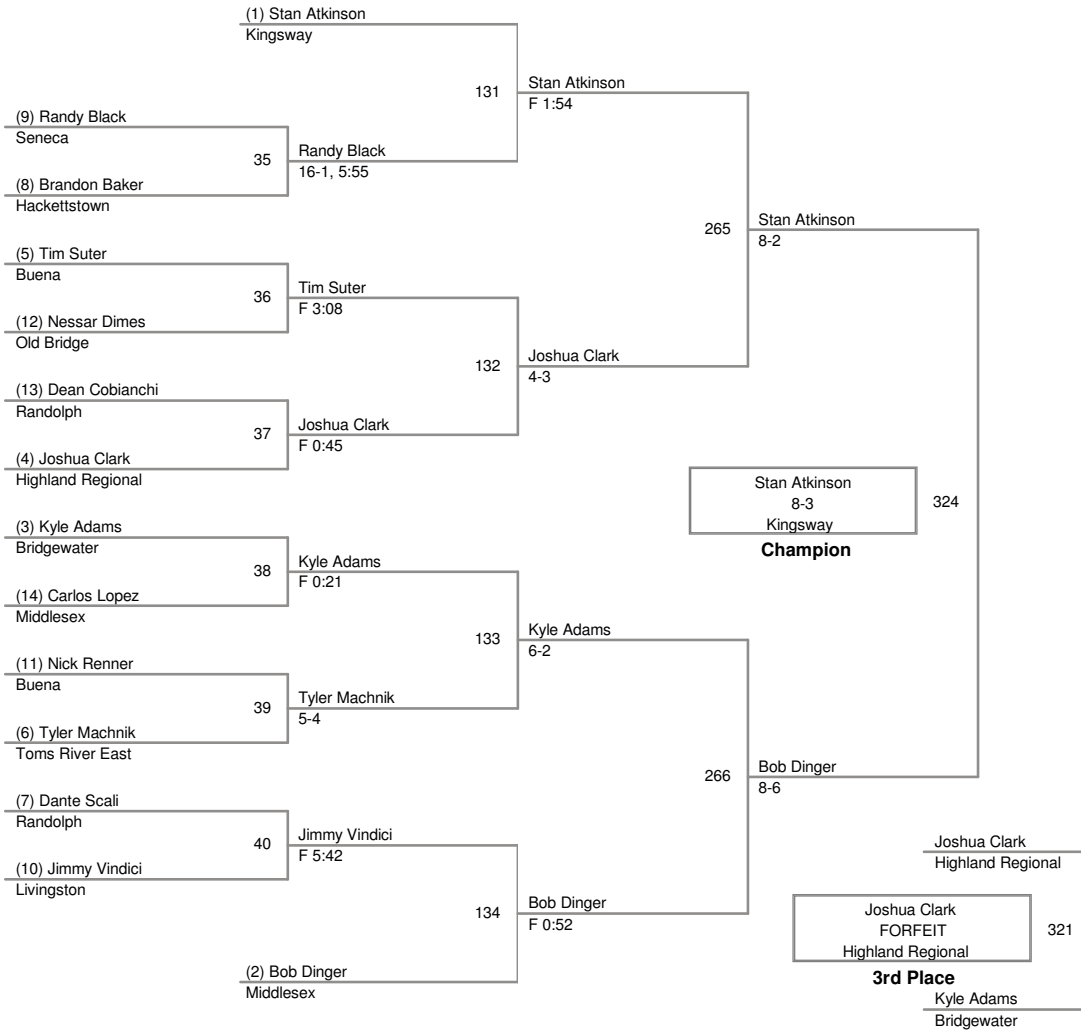 (1) Stan Atkinson
Kingsway
131
Stan Atkinson
F 1:54
(9) Randy Black
Seneca
35
Randy Black
16-1, 5:55
(8) Brandon Baker
Hackettstown
265
Stan Atkinson
8-2
(5) Tim Suter
Buena
36
Tim Suter
F 3:08
(12) Nessar Dimes
Old Bridge
132
Joshua Clark
4-3
(13) Dean Cobianchi
Randolph
37
Joshua Clark
F 0:45
(4) Joshua Clark
Highland Regional
Stan Atkinson
8-3
Kingsway
324
Champion
(3) Kyle Adams
Bridgewater
38
Kyle Adams
F 0:21
(14) Carlos Lopez
Middlesex
133
Kyle Adams
6-2
(11) Nick Renner
Buena
39
Tyler Machnik
5-4
(6) Tyler Machnik
Toms River East
266
Bob Dinger
8-6
(7) Dante Scali
Randolph
40
Jimmy Vindici
F 5:42
(10) Jimmy Vindici
Livingston
134
Bob Dinger
F 0:52
(2) Bob Dinger
Middlesex
Joshua Clark
Highland Regional
Joshua Clark
FORFEIT
Highland Regional
321
3rd Place
Kyle Adams
Bridgewater